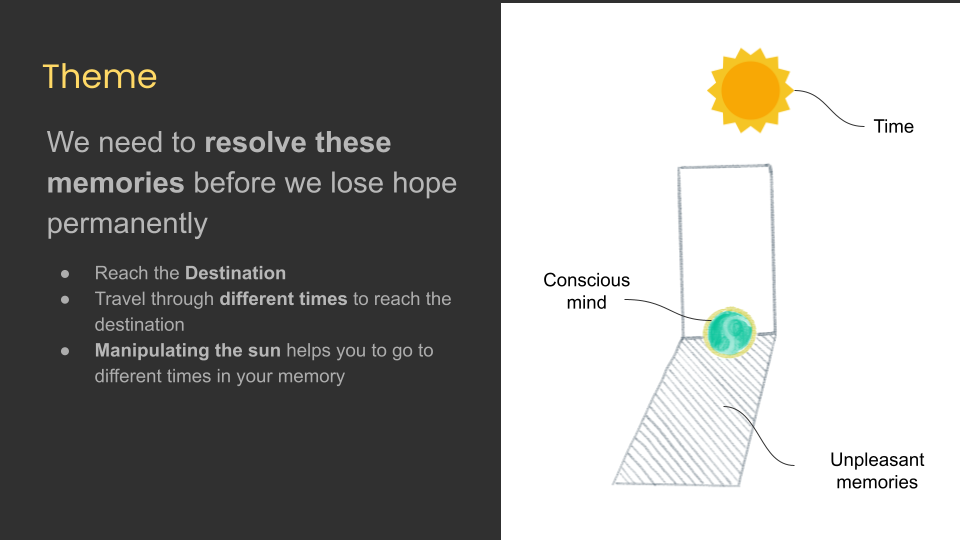 Theme
We need to resolve these
memories before we lose hope
permanently
● Reach the Destination
● Travel through different times to reach the
destination
● Manipulating the sun helps you to go to
different times in your memory
Time
Conscious
mind
Unpleasant
memories